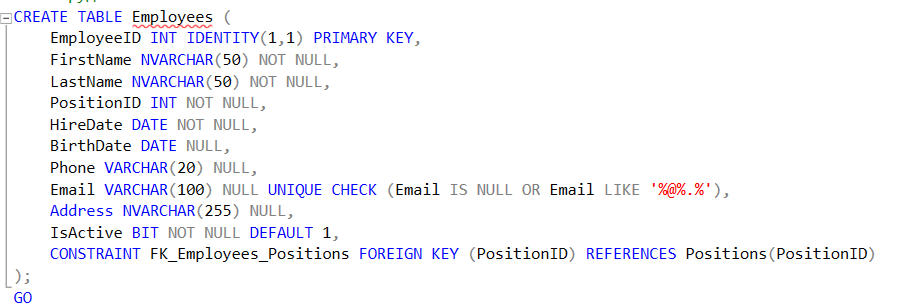 CREATE TABLE Employees (
EmployeeID INT IDENTITY(1,1) PRIMARY KEY,
FirstName NVARCHAR(50) NOT NULL,
LastName NVARCHAR(50) NOT NULL,
PositionID INT NOT NULL,
HireDate DATE NOT NULL,
BirthDate DATE NULL,
Phone VARCHAR(20) NULL,
Email VARCHAR(100) NULL UNIQUE CHECK (Email IS NULL OR Email LIKE '%@%.%'),
Address NVARCHAR(255) NULL,
IsActive BIT NOT NULL DEFAULT 1,
CONSTRAINT FK_Employees_Positions FOREIGN KEY (PositionID) REFERENCES Positions(PositionID)
);
GO